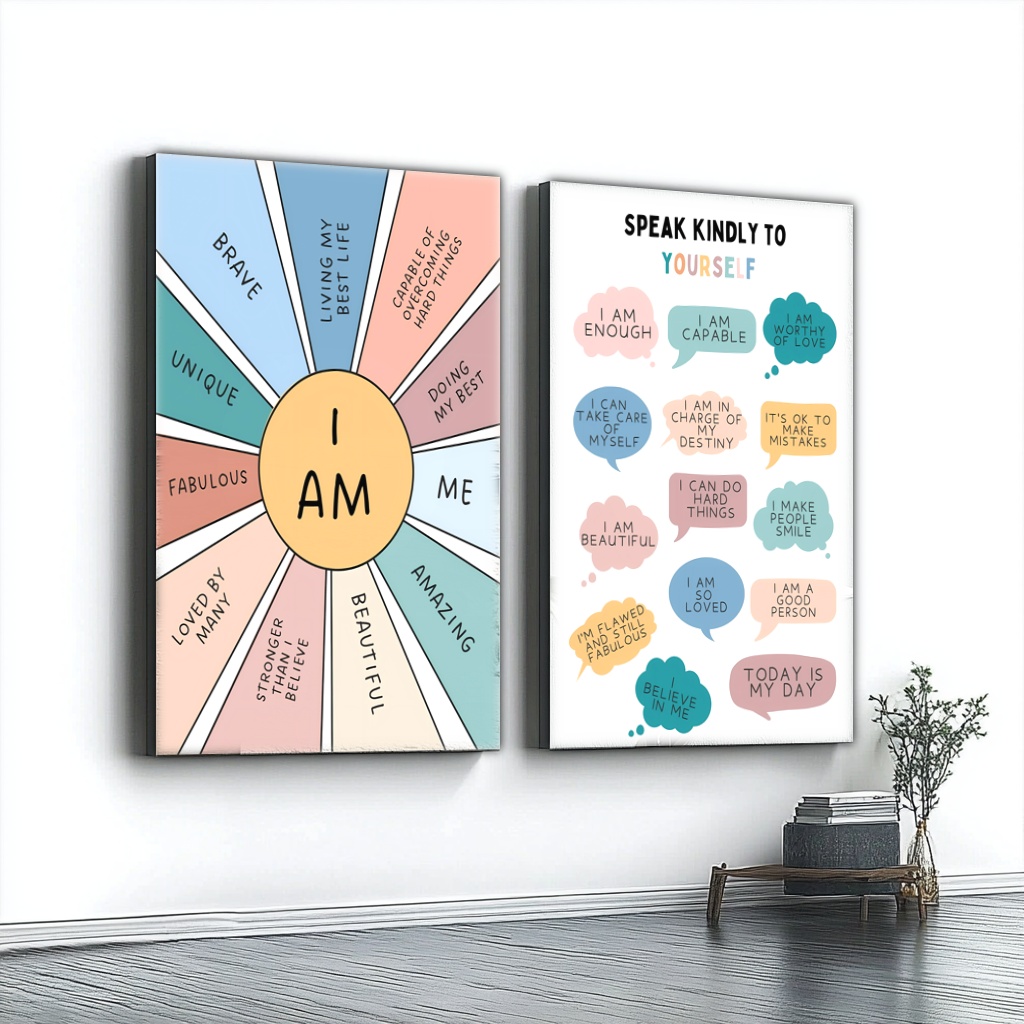 I
AM
BRAVE
LIVING MY
BEST LIFE
CAPABLE OF
OVERCOMING
HARD THINGS
DOING
MY BEST
ME
AMAZING
BEAUTIFUL
STRONGER
THAN I
BELIEVE
LOVED BY
MANY
FABULOUS
UNIQUE
SPEAK KINDLY TO
YOURSELF
I AM
ENOUGH
I AM
CAPABLE
I AM
WORTHY
OF LOVE
I CAN
TAKE CARE
OF
MYSELF
I AM IN
CHARGE OF
MY
DESTINY
IT'S OK TO
MAKE
MISTAKES
I AM
BEAUTIFUL
I CAN DO
HARD
THINGS
I MAKE
PEOPLE
SMILE
I'M FLAWED
AND STILL
FABULOUS
I AM
SO
LOVED
I AM A
GOOD
PERSON
I
BELIEVE
IN ME
TODAY IS
MY DAY